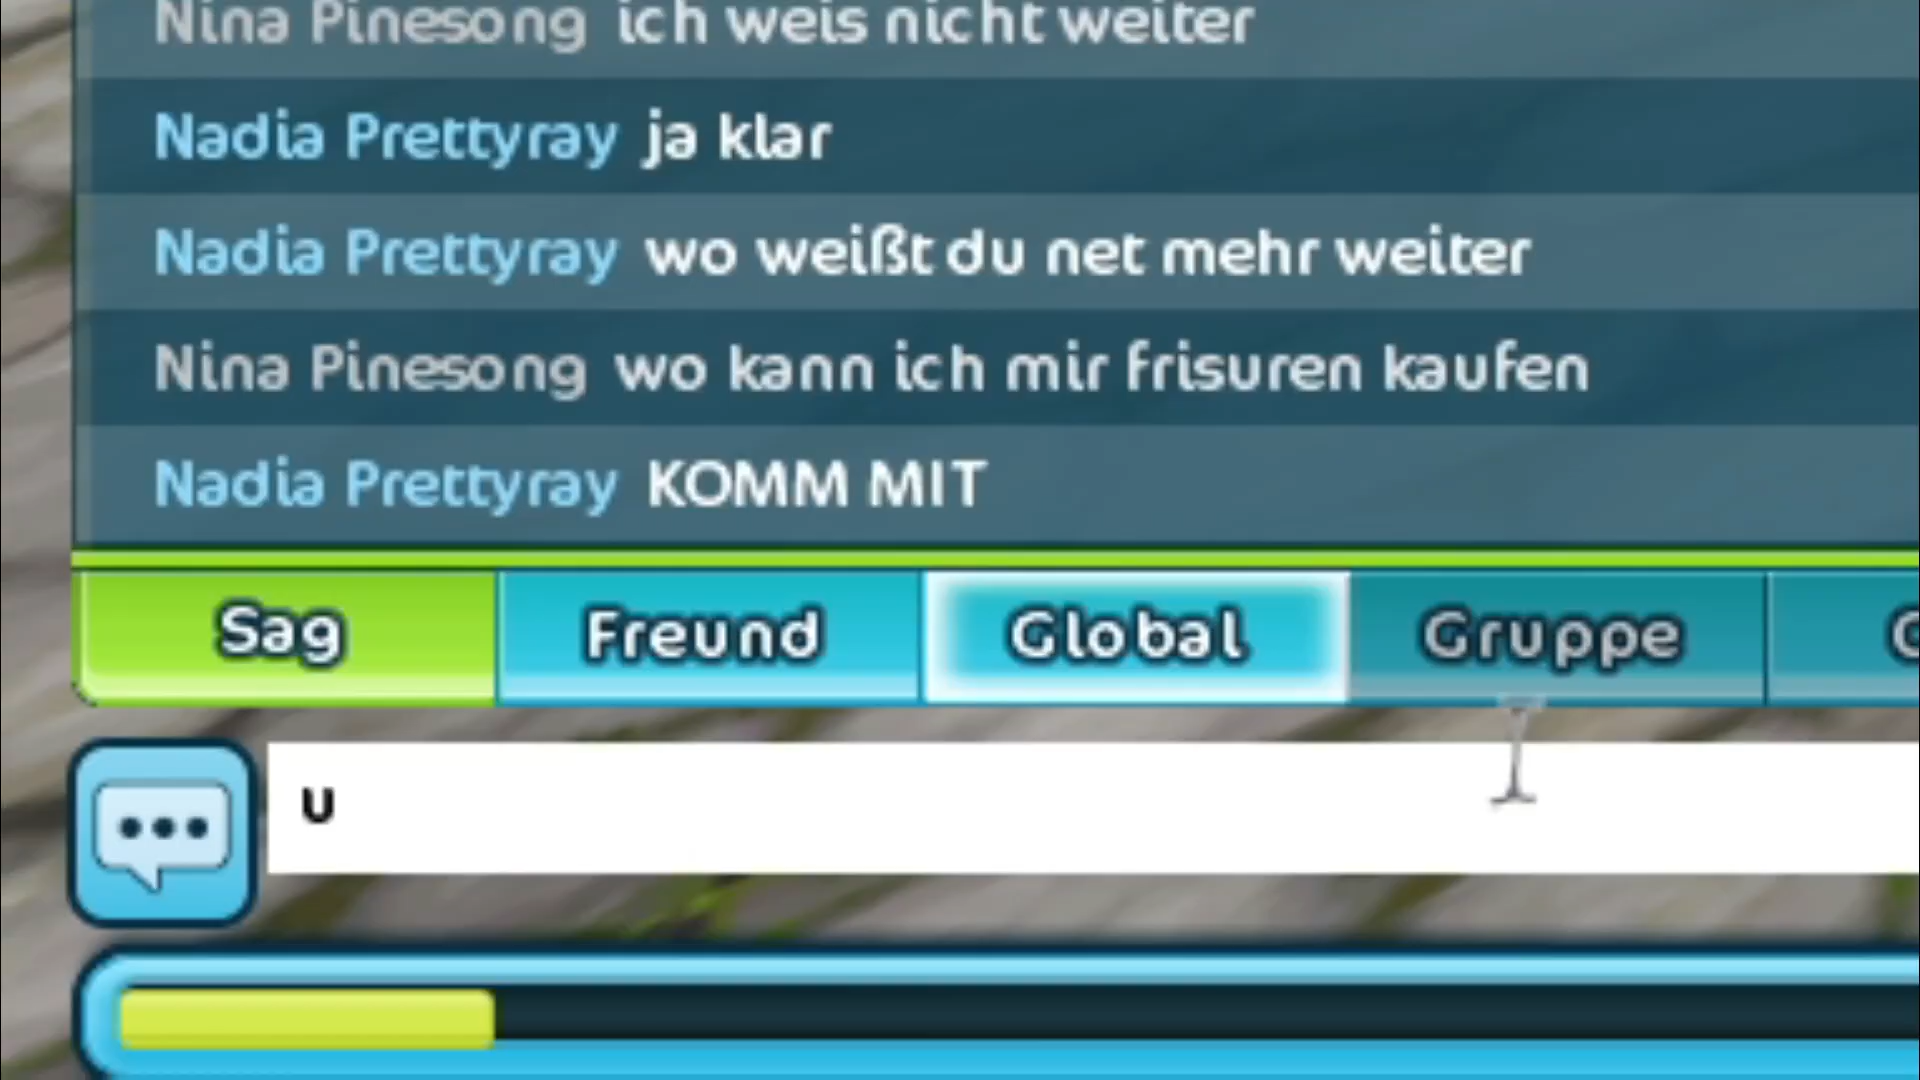 Nina Pinesong ich weis nicht weiter
Nadia Prettyray ja klar
Nadia Prettyray wo weißt du net mehr weiter
Nina Pinesong wo kann ich mir frisuren kaufen
Nadia Prettyray KOMM MIT
Sag Freund Global Gruppe
u